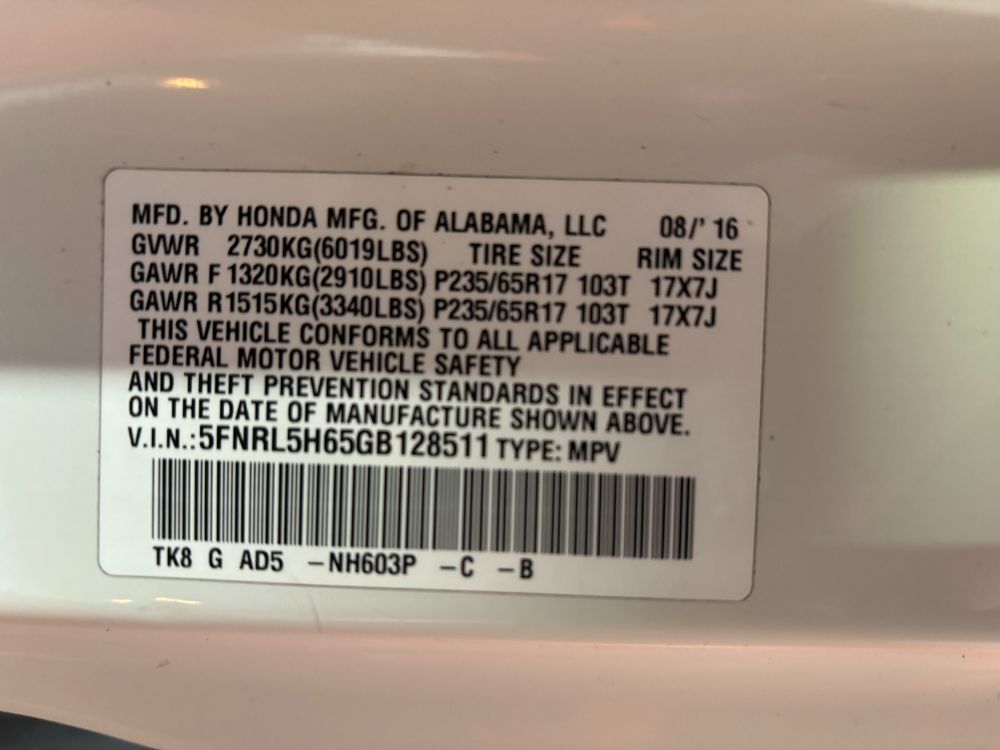 MFD. BY HONDA MFG. OF ALABAMA, LLC 08/' 16
GVWR 2730KG(6019LBS) TIRE SIZE RIM SIZE
GAWR F 1320KG(2910LBS) P235/65R17 103T 17X7J
GAWR R1515KG(3340LBS) P235/65R17 103T 17X7J
THIS VEHICLE CONFORMS TO ALL APPLICABLE
FEDERAL MOTOR VEHICLE SAFETY
AND THEFT PREVENTION STANDARDS IN EFFECT
ON THE DATE OF MANUFACTURE SHOWN ABOVE.
V.I.N.:5FNRL5H65GB128511 TYPE: MPV
TK8 G AD5 –NH603P –C –B